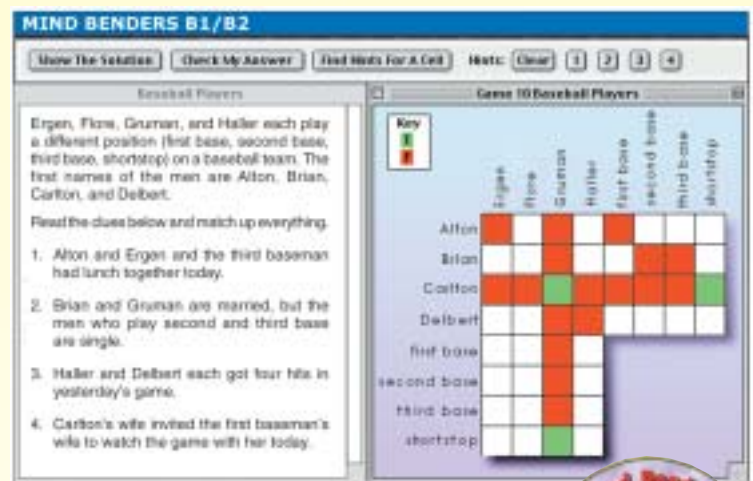 MIND BENDERS B1/B2
Show The Solution Check My Answer Find Hints For A Cell Hints: Clear 1 2 3 4
Baseball Players
Ergen, Flore, Gruman, and Haller each play
a different position (first base, second base,
third base, shortstop) on a baseball team. The
first names of the men are Alton, Brian,
Carlton, and Delbert.
Read the clues below and match up everything.
1. Alton and Ergen and the third baseman
had lunch together today.
2. Brian and Gruman are married, but the
men who play second and third base
are single.
3. Haller and Delbert each got four hits in
yesterday's game.
4. Carlton's wife invited the first baseman's
wife to watch the game with her today.
Game 10 Baseball Players
Key
T
F
Ergen
Flore
Gruman
Haller
first base
second base
third base
shortstop
Alton
Brian
Carlton
Delbert
first base
second base
third base
shortstop